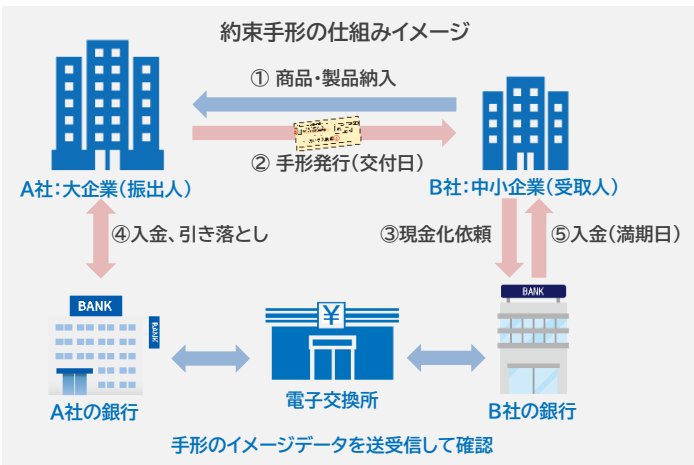 約束手形の仕組みイメージ
① 商品・製品納入
② 手形発行(交付日)
A社:大企業(振出人)
B社:中小企業(受取人)
④入金、引き落とし
③現金化依頼
⑤入金(満期日)
BANK
BANK
BANK
¥
A社の銀行
電子交換所
B社の銀行
手形のイメージデータを送受信して確認